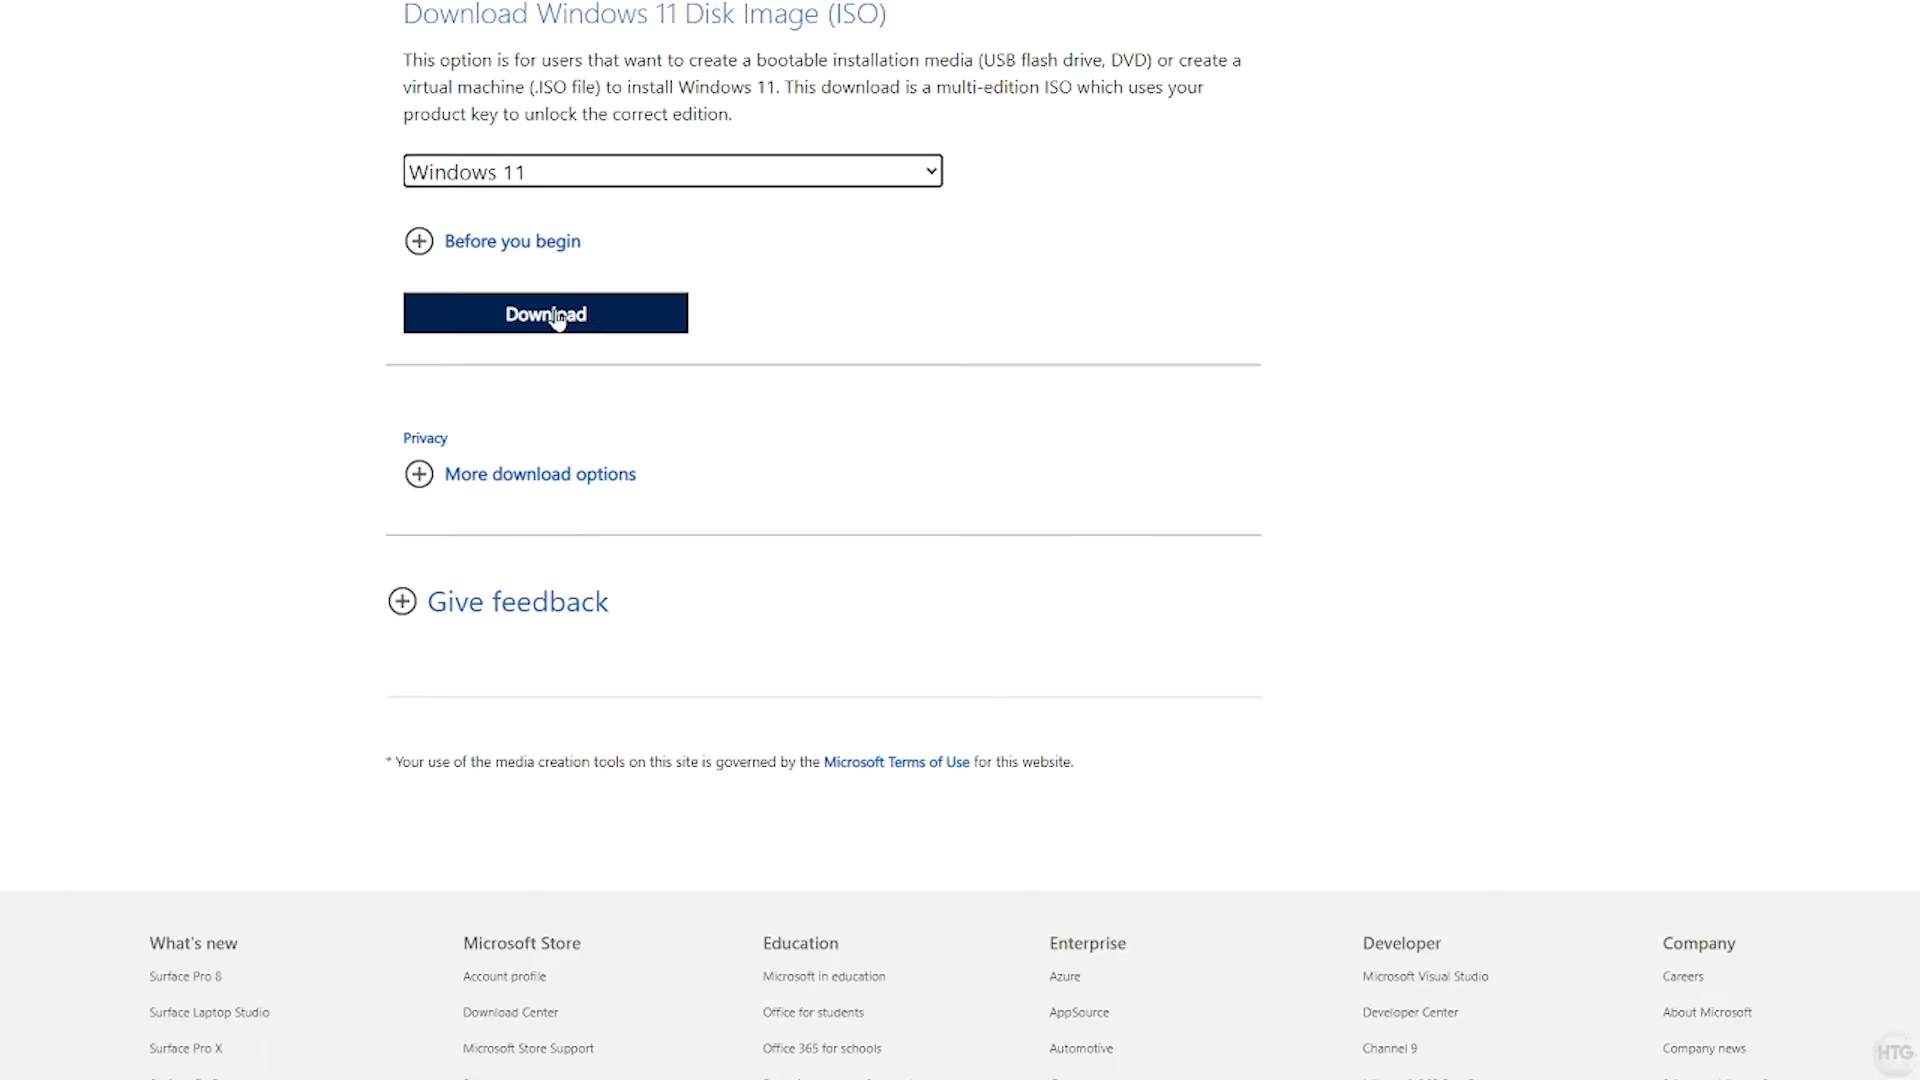 Download Windows 11 Disk Image (ISO)
This option is for users that want to create a bootable installation media (USB flash drive, DVD) or create a
virtual machine (.ISO file) to install Windows 11. This download is a multi-edition ISO which uses your
product key to unlock the correct edition.
Windows 11
Before you begin
Download
Privacy
More download options
Give feedback
* Your use of the media creation tools on this site is governed by the Microsoft Terms of Use for this website.
What's new
Surface Pro 8
Surface Laptop Studio
Surface Pro X
Microsoft Store
Account profile
Download Center
Microsoft Store Support
Education
Microsoft in education
Office for students
Office 365 for schools
Enterprise
Azure
AppSource
Automotive
Developer
Microsoft Visual Studio
Developer Center
Channel 9
Company
Careers
About Microsoft
Company news
HTG